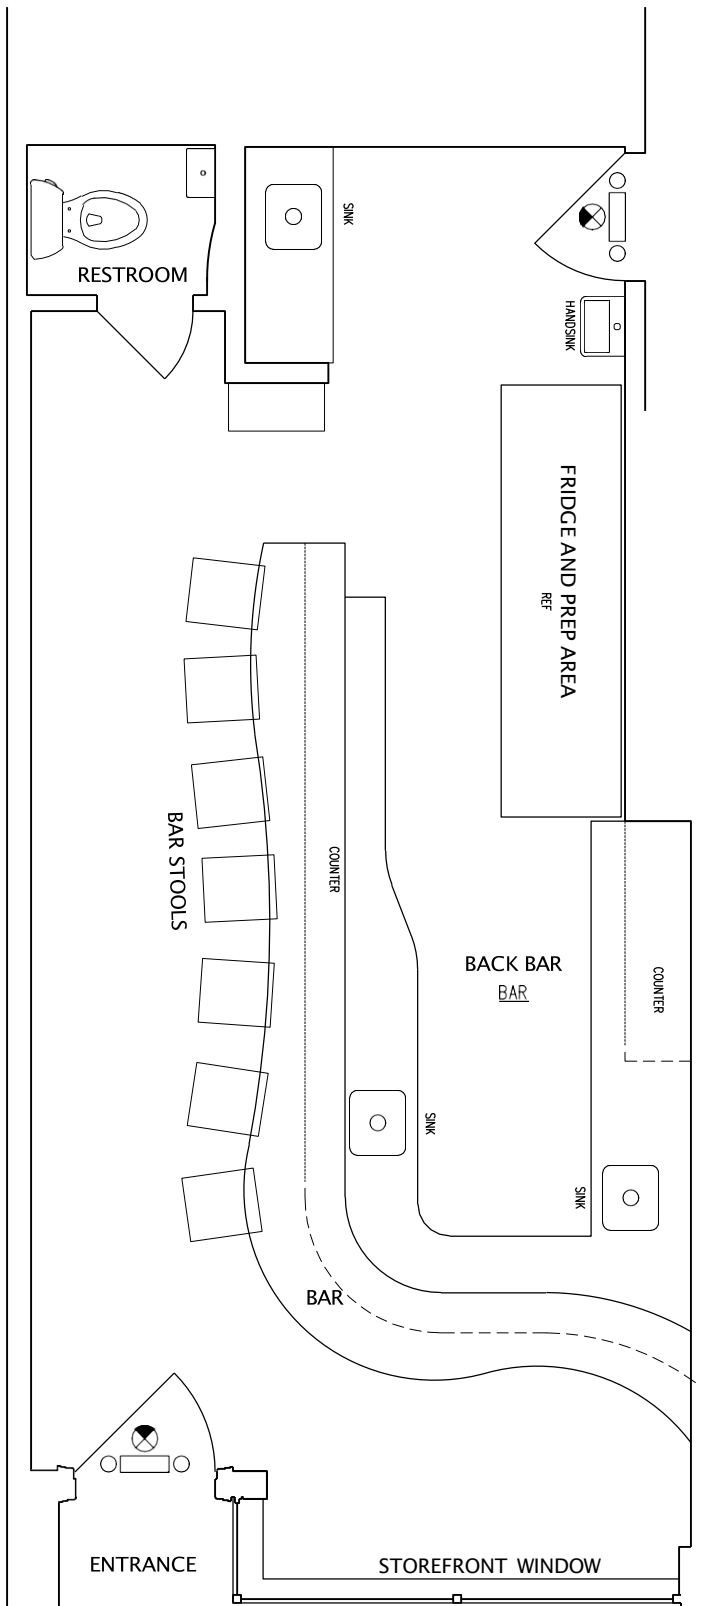 SINK
RESTROOM
HANDSINK
FRIDGE AND PREP AREA
REF
BAR STOOLS
COUNTER
BACK BAR
BAR
COUNTER
SINK
SINK
BAR
ENTRANCE
STOREFRONT WINDOW